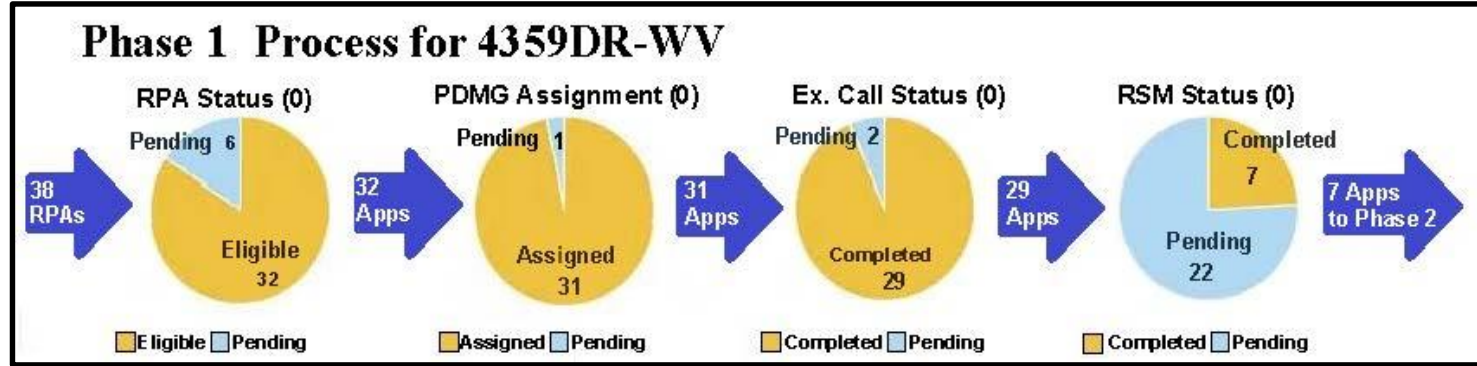 Phase 1 Process for 4359DR-WV
38
RPAs
RPA Status (0)
Pending 6
Eligible
32
Eligible Pending
32
Apps
PDMG Assignment (0)
Pending 1
Assigned
31
Assigned Pending
31
Apps
Ex. Call Status (0)
Pending 2
Completed
29
Completed Pending
29
Apps
RSM Status (0)
Completed
7
Pending
22
Completed Pending
7 Apps
to Phase 2